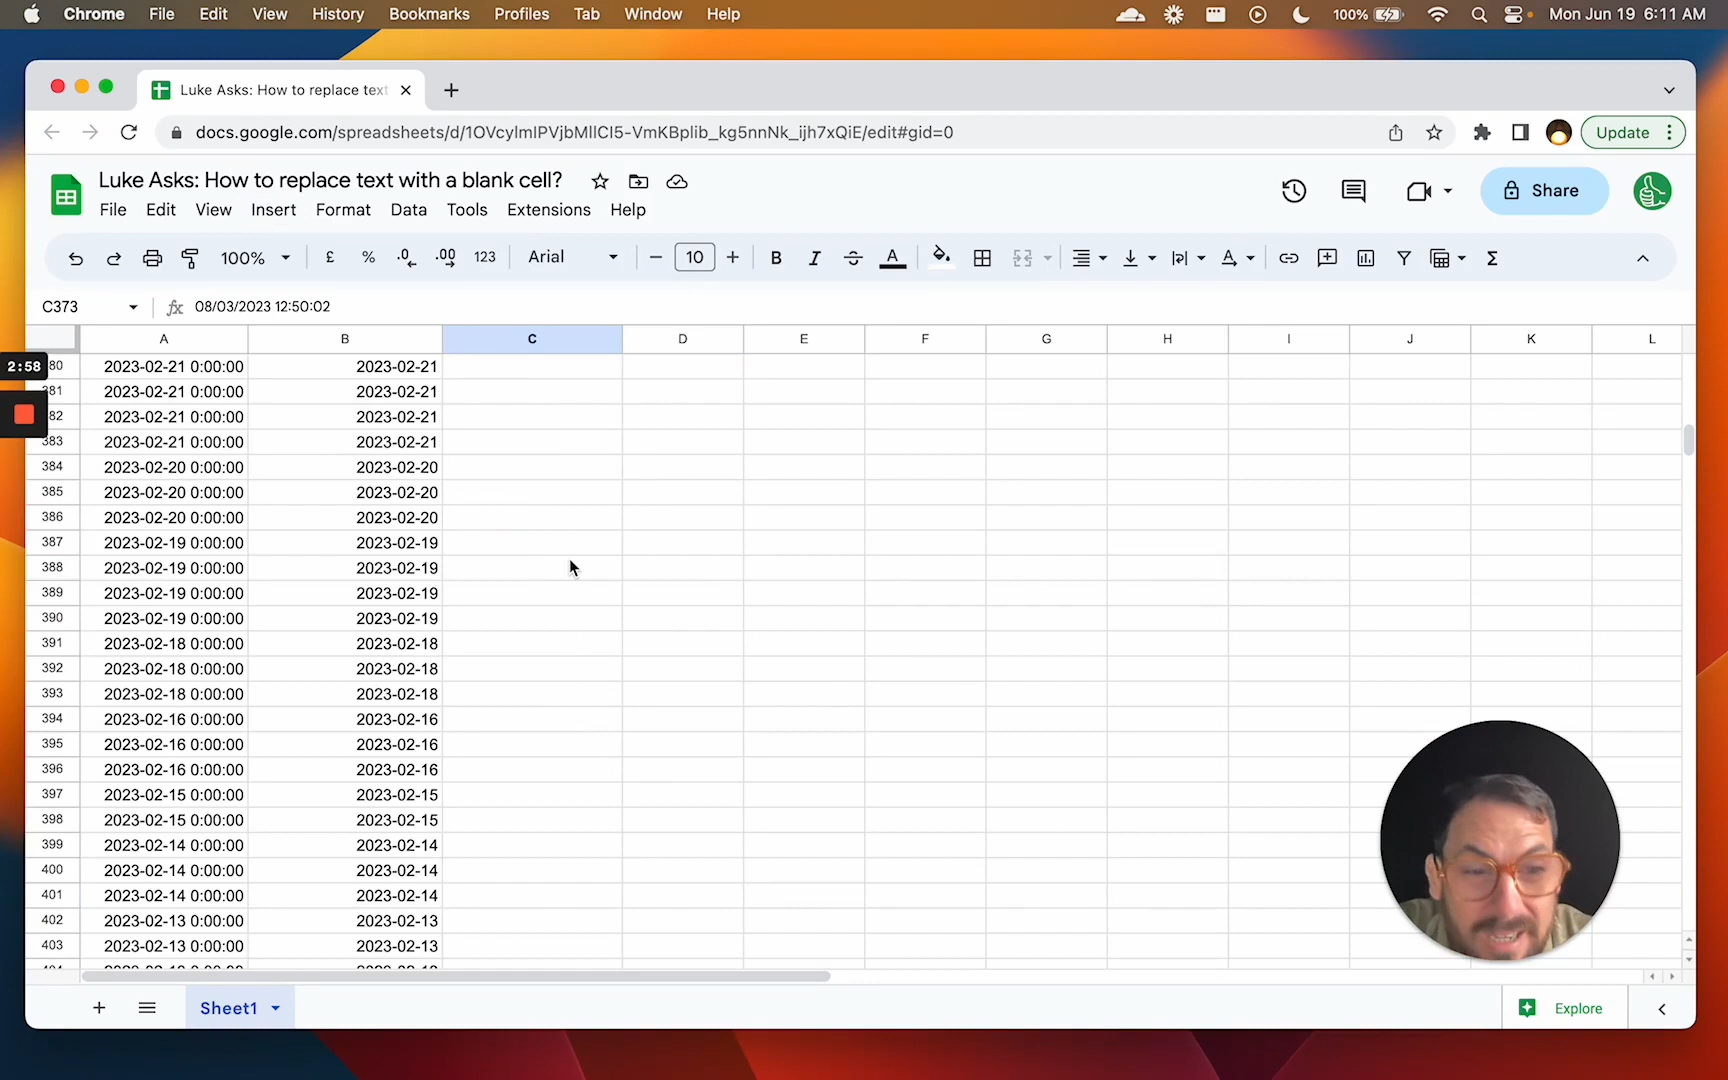 Chrome File Edit View History Bookmarks Profiles Tab Window Help 100% Mon Jun 19 6:11 AM
Luke Asks: How to replace text
docs.google.com/spreadsheets/d/1OVcylmIPVjbMllCI5-VmKBplib_kg5nnNk_ijh7xQiE/edit#gid=0 Update
Luke Asks: How to replace text with a blank cell?
File Edit View Insert Format Data Tools Extensions Help Share
100% £ % .0 .00 123 Arial 10 B I S A
C373 fx 08/03/2023 12:50:02
A B C D E F G H I J K L
2:58
80 2023-02-21 0:00:00 2023-02-21
381 2023-02-21 0:00:00 2023-02-21
82 2023-02-21 0:00:00 2023-02-21
383 2023-02-21 0:00:00 2023-02-21
384 2023-02-20 0:00:00 2023-02-20
385 2023-02-20 0:00:00 2023-02-20
386 2023-02-20 0:00:00 2023-02-20
387 2023-02-19 0:00:00 2023-02-19
388 2023-02-19 0:00:00 2023-02-19
389 2023-02-19 0:00:00 2023-02-19
390 2023-02-19 0:00:00 2023-02-19
391 2023-02-18 0:00:00 2023-02-18
392 2023-02-18 0:00:00 2023-02-18
393 2023-02-18 0:00:00 2023-02-18
394 2023-02-16 0:00:00 2023-02-16
395 2023-02-16 0:00:00 2023-02-16
396 2023-02-16 0:00:00 2023-02-16
397 2023-02-15 0:00:00 2023-02-15
398 2023-02-15 0:00:00 2023-02-15
399 2023-02-14 0:00:00 2023-02-14
400 2023-02-14 0:00:00 2023-02-14
401 2023-02-14 0:00:00 2023-02-14
402 2023-02-13 0:00:00 2023-02-13
403 2023-02-13 0:00:00 2023-02-13
Sheet1 Explore